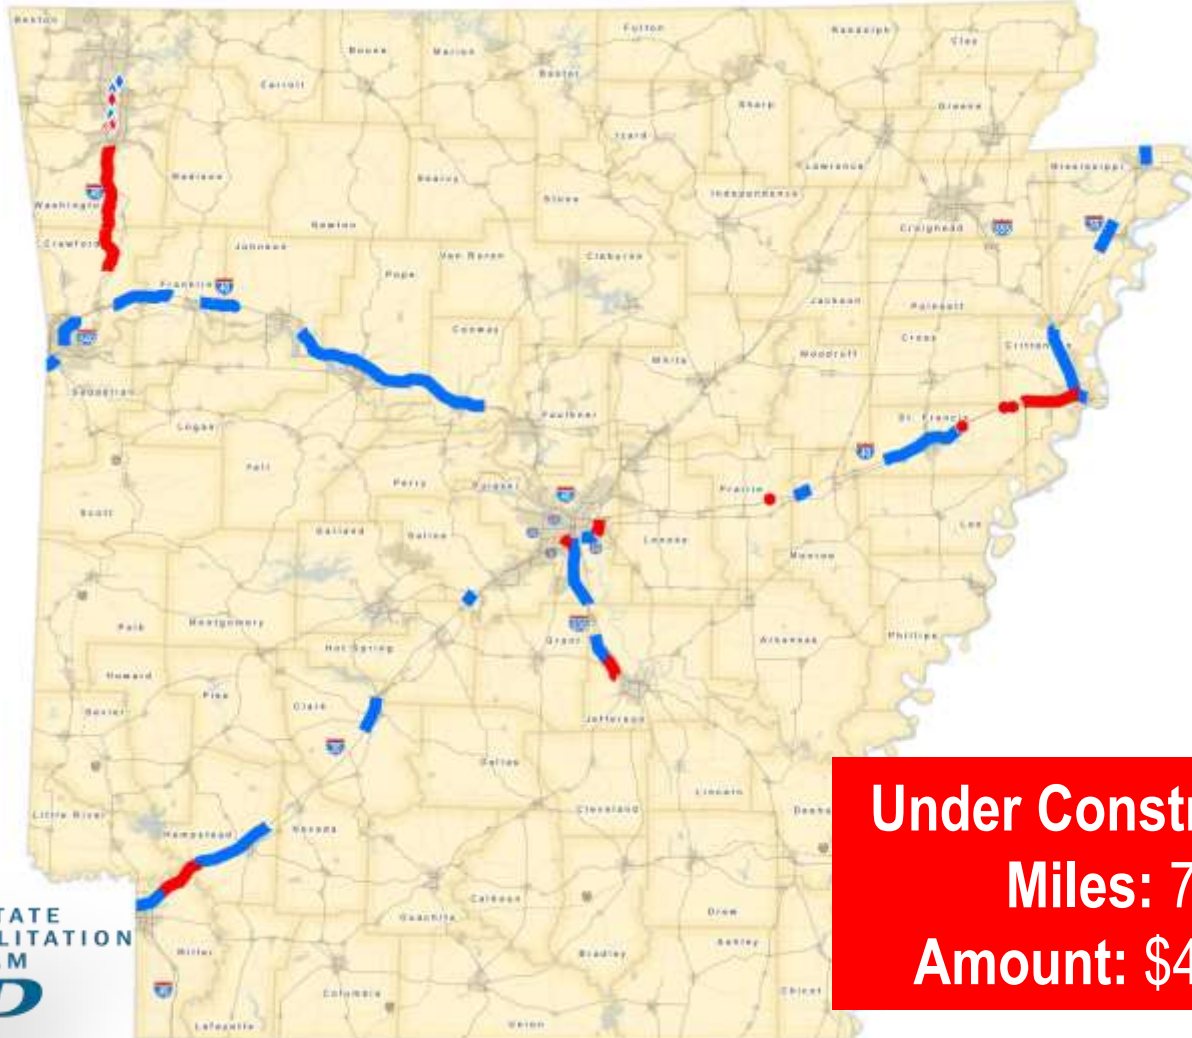 Benton
Boone
Marion
Fulton
Randolph
Clay
Carroll
Baxter
Sharp
Greene
Izard
Lawrence
Mississippi
Madison
Searcy
Stone
Independence
Washington
Newton
Craighead
Crawford
Johnson
Van Buren
Cleburne
Franklin
Pope
Jackson
Poinsett
Conway
Cross
Crittenden
White
Woodruff
Sebastian
Faulkner
St. Francis
Logan
Yell
Perry
Pulaski
Prairie
Scott
Garland
Saline
Lonoke
Lee
Monroe
Polk
Montgomery
Grant
Arkansas
Phillips
Hot Spring
Howard
Pike
Clark
Sevier
Jefferson
Dallas
Lincoln
Little River
Cleveland
Desha
Hempstead
Nevada
Under Constr
Miles: 7
Amount: $4
Calhoun
Ouachita
Drew
Miller
Bradley
Ashley
Columbia
Chicot
Lafayette
Union
TATE
LITATION
M